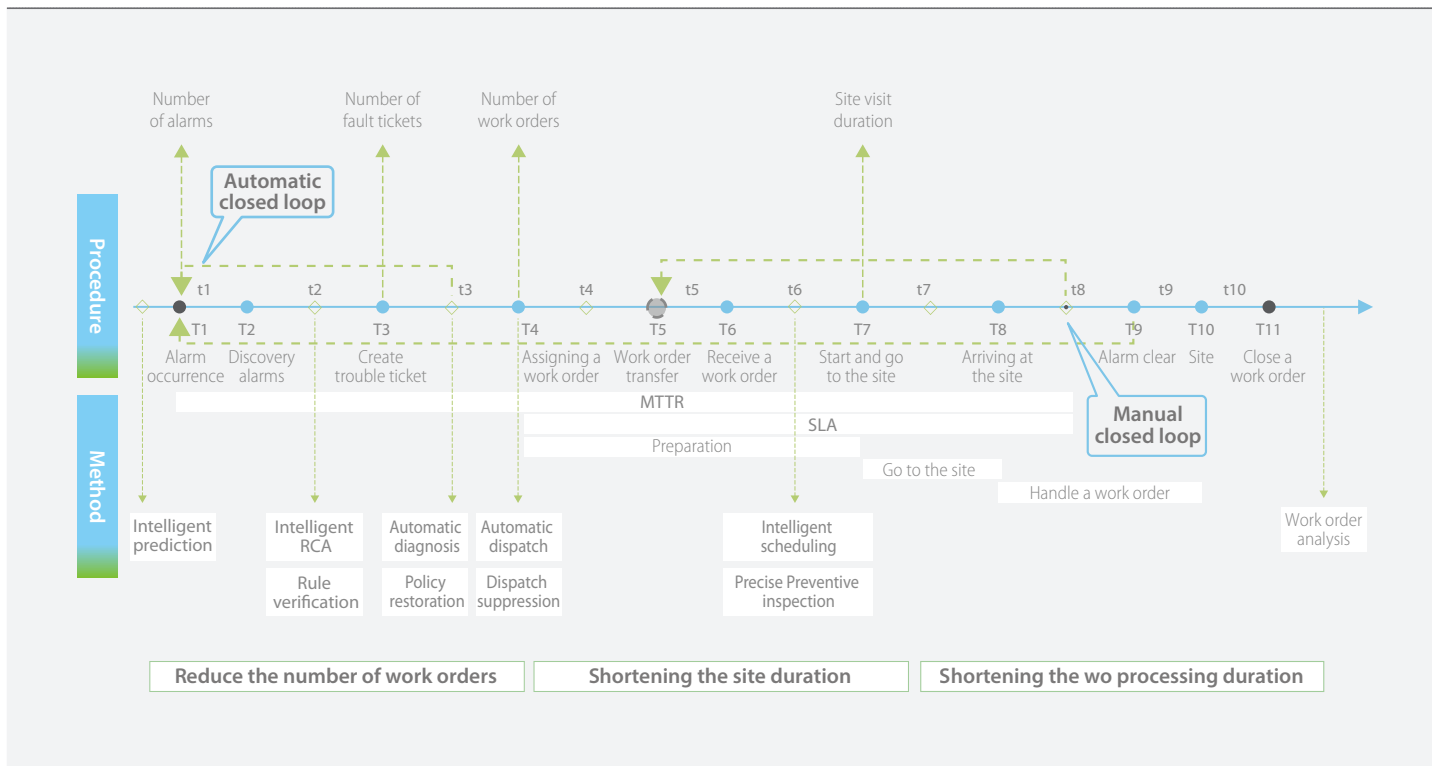 Number
of alarms
Number of
fault tickets
Number of
work orders
Site visit
duration
Automatic
closed loop
Procedure
t1
t2
t3
t4
t5
t6
t7
t8
t9
t10
T1
T2
T3
T4
T5
T6
T7
T8
T9
T10
T11
Alarm
occurrence
Discovery
alarms
Create
trouble ticket
Assigning a
work order
Work order
transfer
Receive a
work order
Start and go
to the site
Arriving at
the site
Alarm clear
Site
Close a
work order
Method
MTTR
SLA
Preparation
Go to the site
Handle a work order
Manual
closed loop
Intelligent
prediction
Intelligent
RCA
Automatic
diagnosis
Automatic
dispatch
Intelligent
scheduling
Work order
analysis
Rule
verification
Policy
restoration
Dispatch
suppression
Precise Preventive
inspection
Reduce the number of work orders
Shortening the site duration
Shortening the wo processing duration